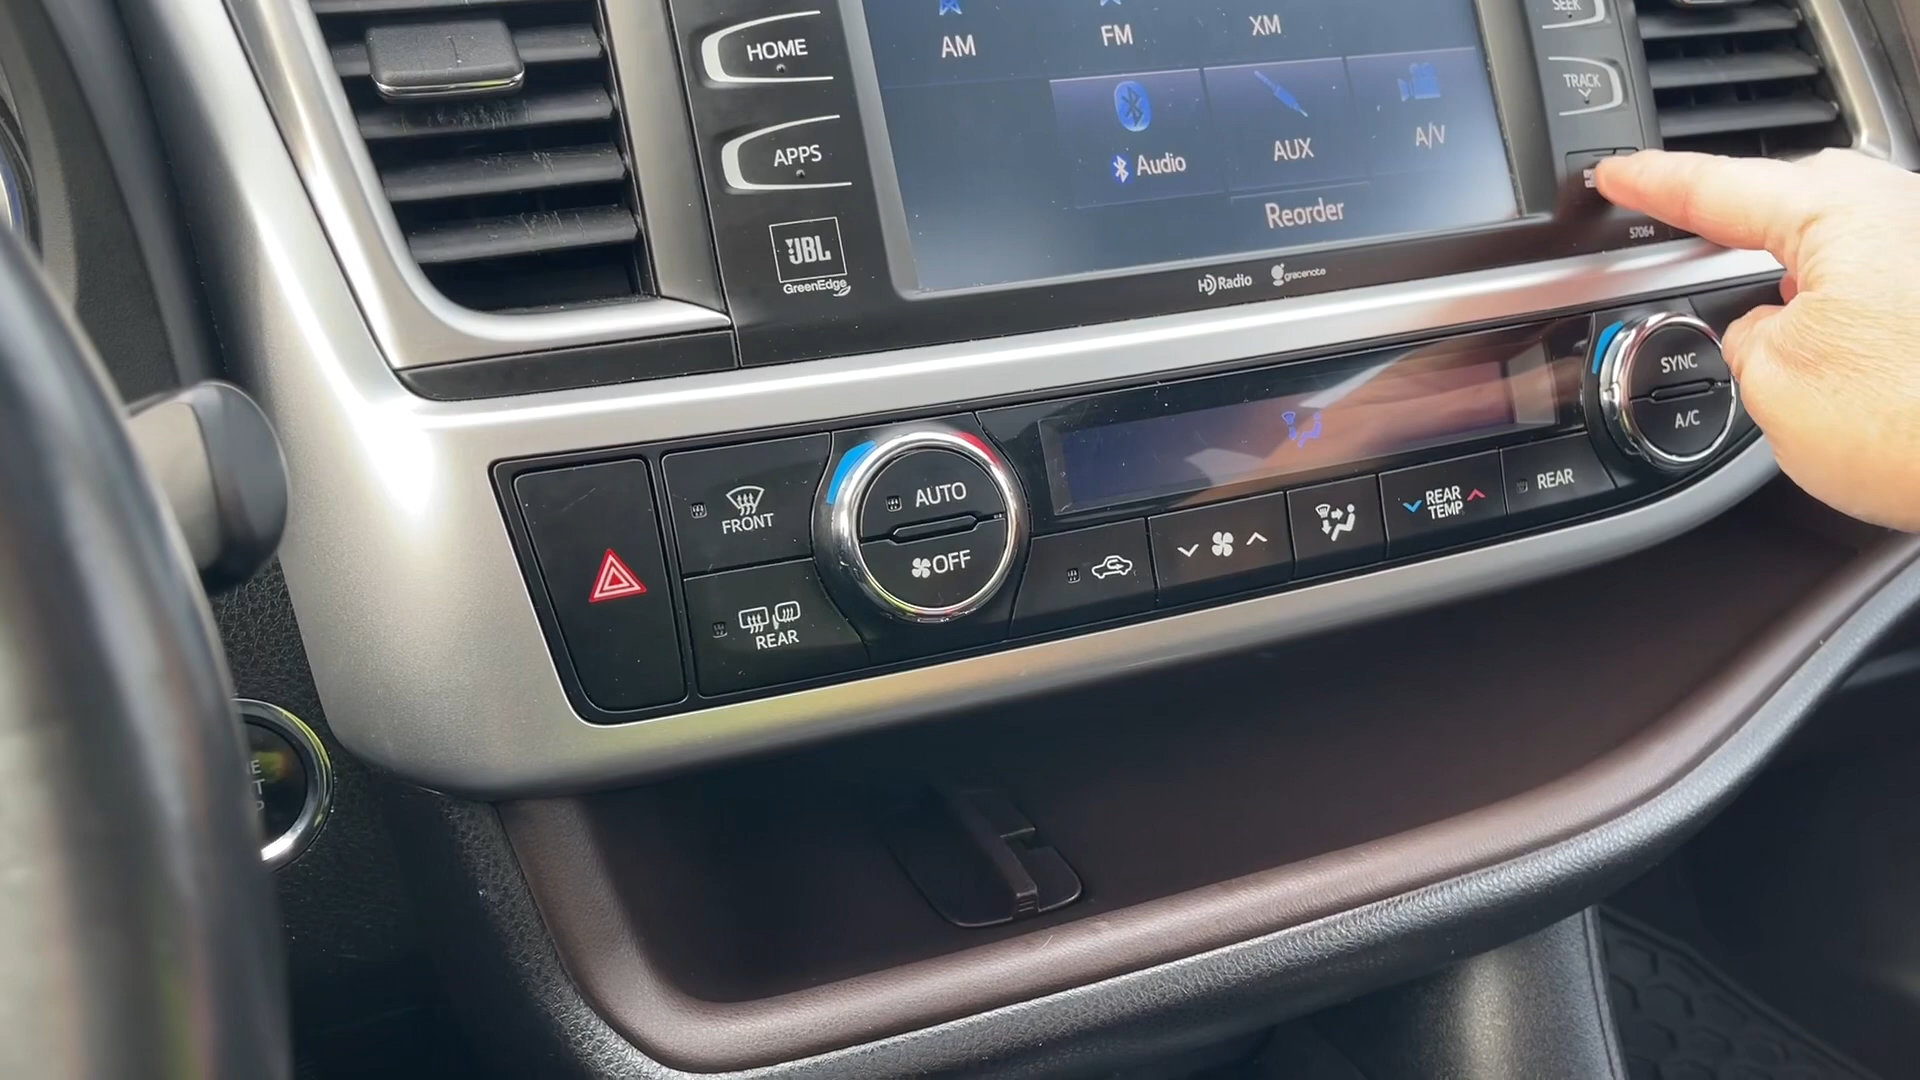 HOME
AM
FM
XM
SEEK
TRACK
APPS
Audio
AUX
A/V
Reorder
JBL
GreenEdge
HD Radio
gracenote
57064
SYNC
A/C
AUTO
OFF
FRONT
REAR
REAR
TEMP
REAR